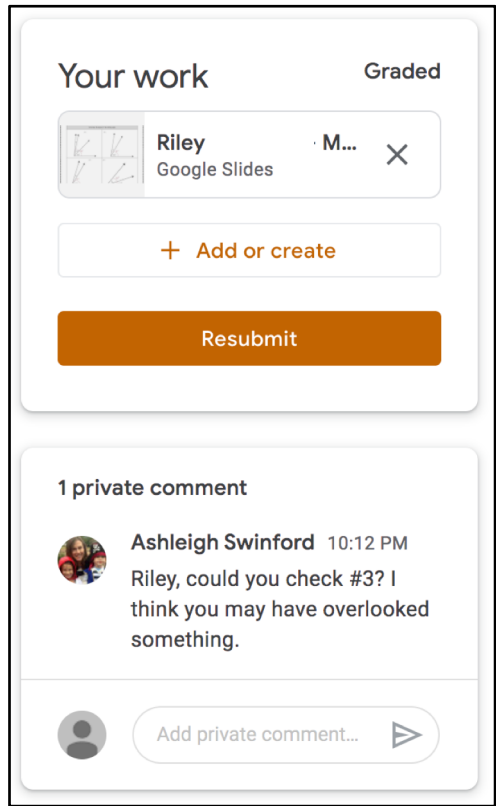 Your work
Graded
Riley · M...
Google Slides
+ Add or create
Resubmit
1 private comment
Ashleigh Swinford 10:12 PM
Riley, could you check #3? I
think you may have overlooked
something.
Add private comment...